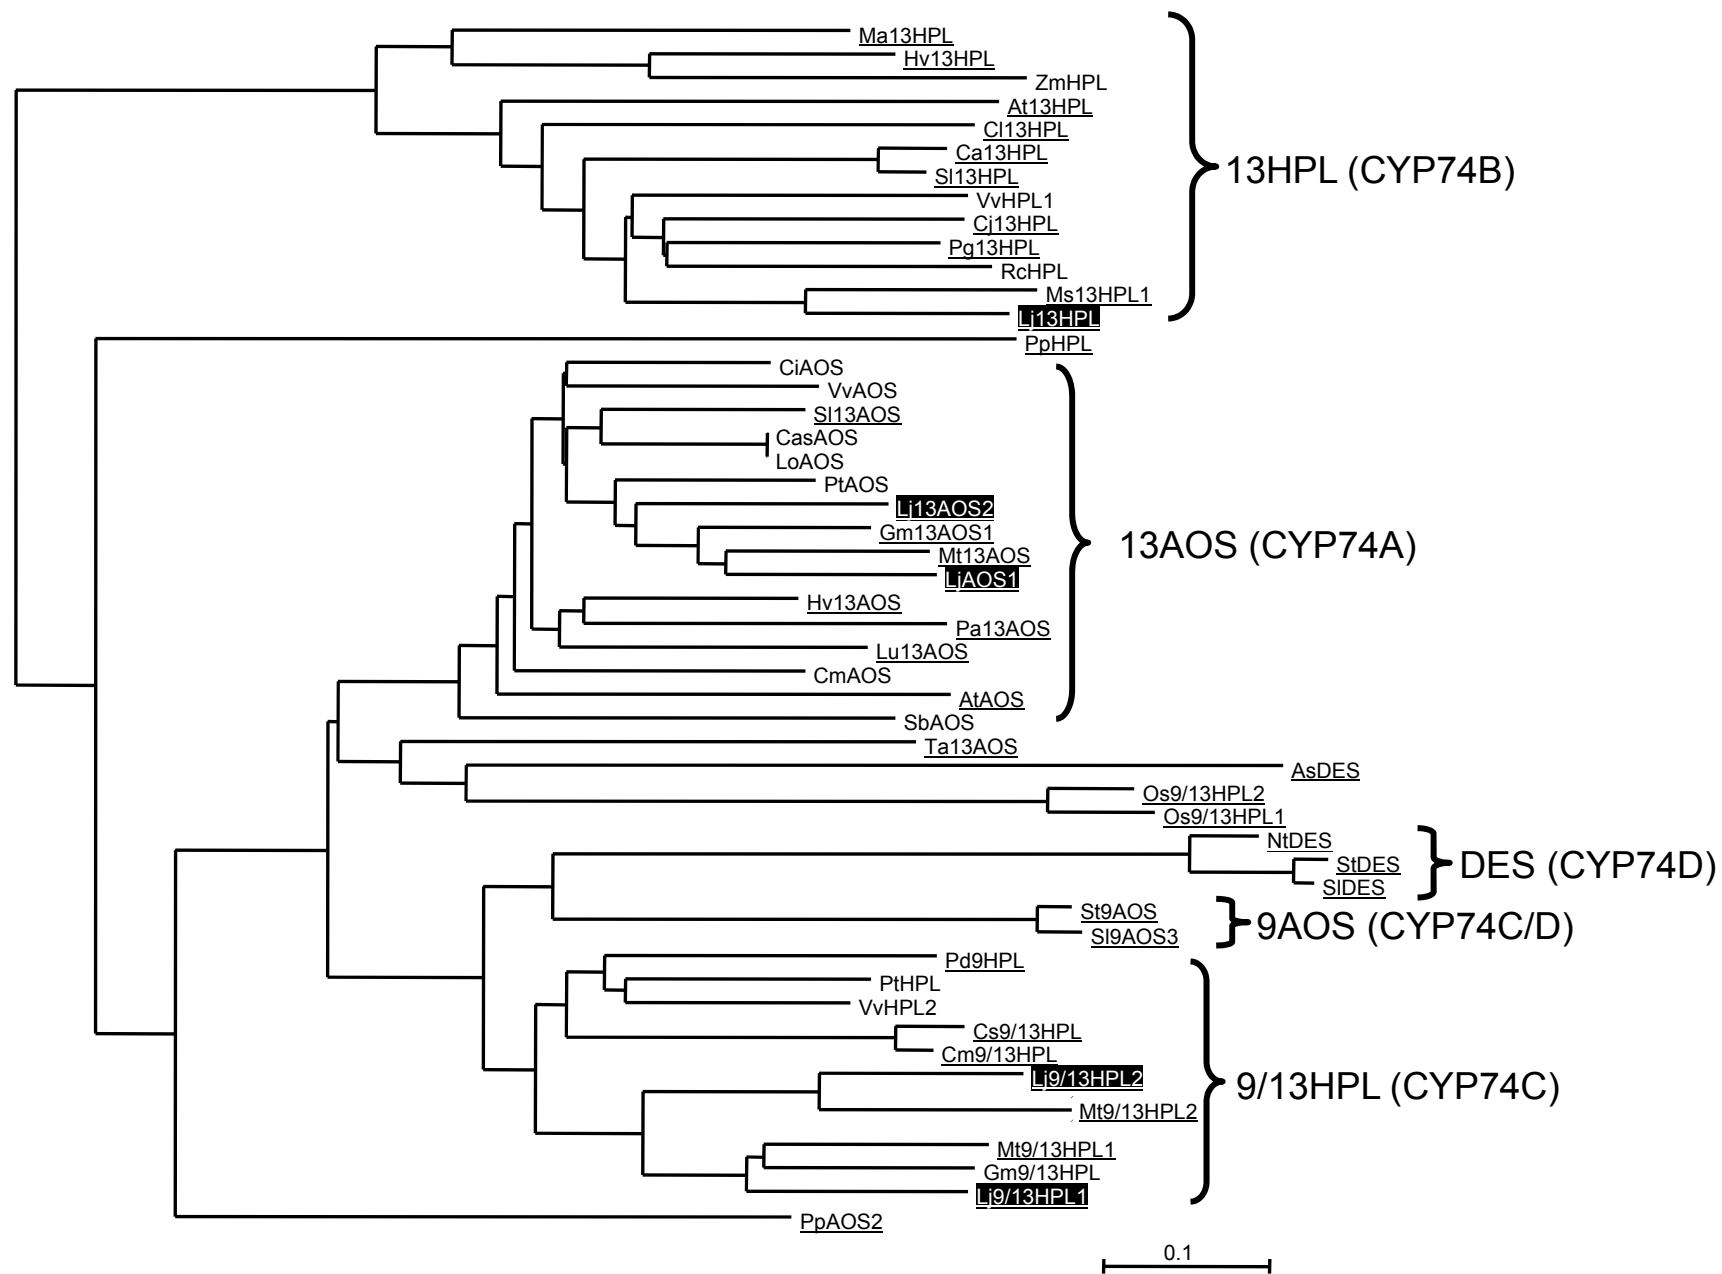 Ma13HPL
Hv13HPL
ZmHPL
At13HPL
Cl13HPL
Ca13HPL
Sl13HPL
VvHPL1
Cj13HPL
Pg13HPL
RcHPL
Ms13HPL1
Lj13HPL
13HPL (CYP74B)
PpHPL
CiAOS
VvAOS
Sl13AOS
CasAOS
LoAOS
PtAOS
Lj13AOS2
Gm13AOS1
Mt13AOS
LjAOS1
Hv13AOS
Pa13AOS
Lu13AOS
CmAOS
AtAOS
SbAOS
13AOS (CYP74A)
Ta13AOS
AsDES
Os9/13HPL2
Os9/13HPL1
NtDES
StDES
SlDES
DES (CYP74D)
St9AOS
Sl9AOS3
9AOS (CYP74C/D)
Pd9HPL
PtHPL
VvHPL2
Cs9/13HPL
Cm9/13HPL
Lj9/13HPL2
Mt9/13HPL2
Mt9/13HPL1
Gm9/13HPL
Lj9/13HPL1
9/13HPL (CYP74C)
PpAOS2
0.1